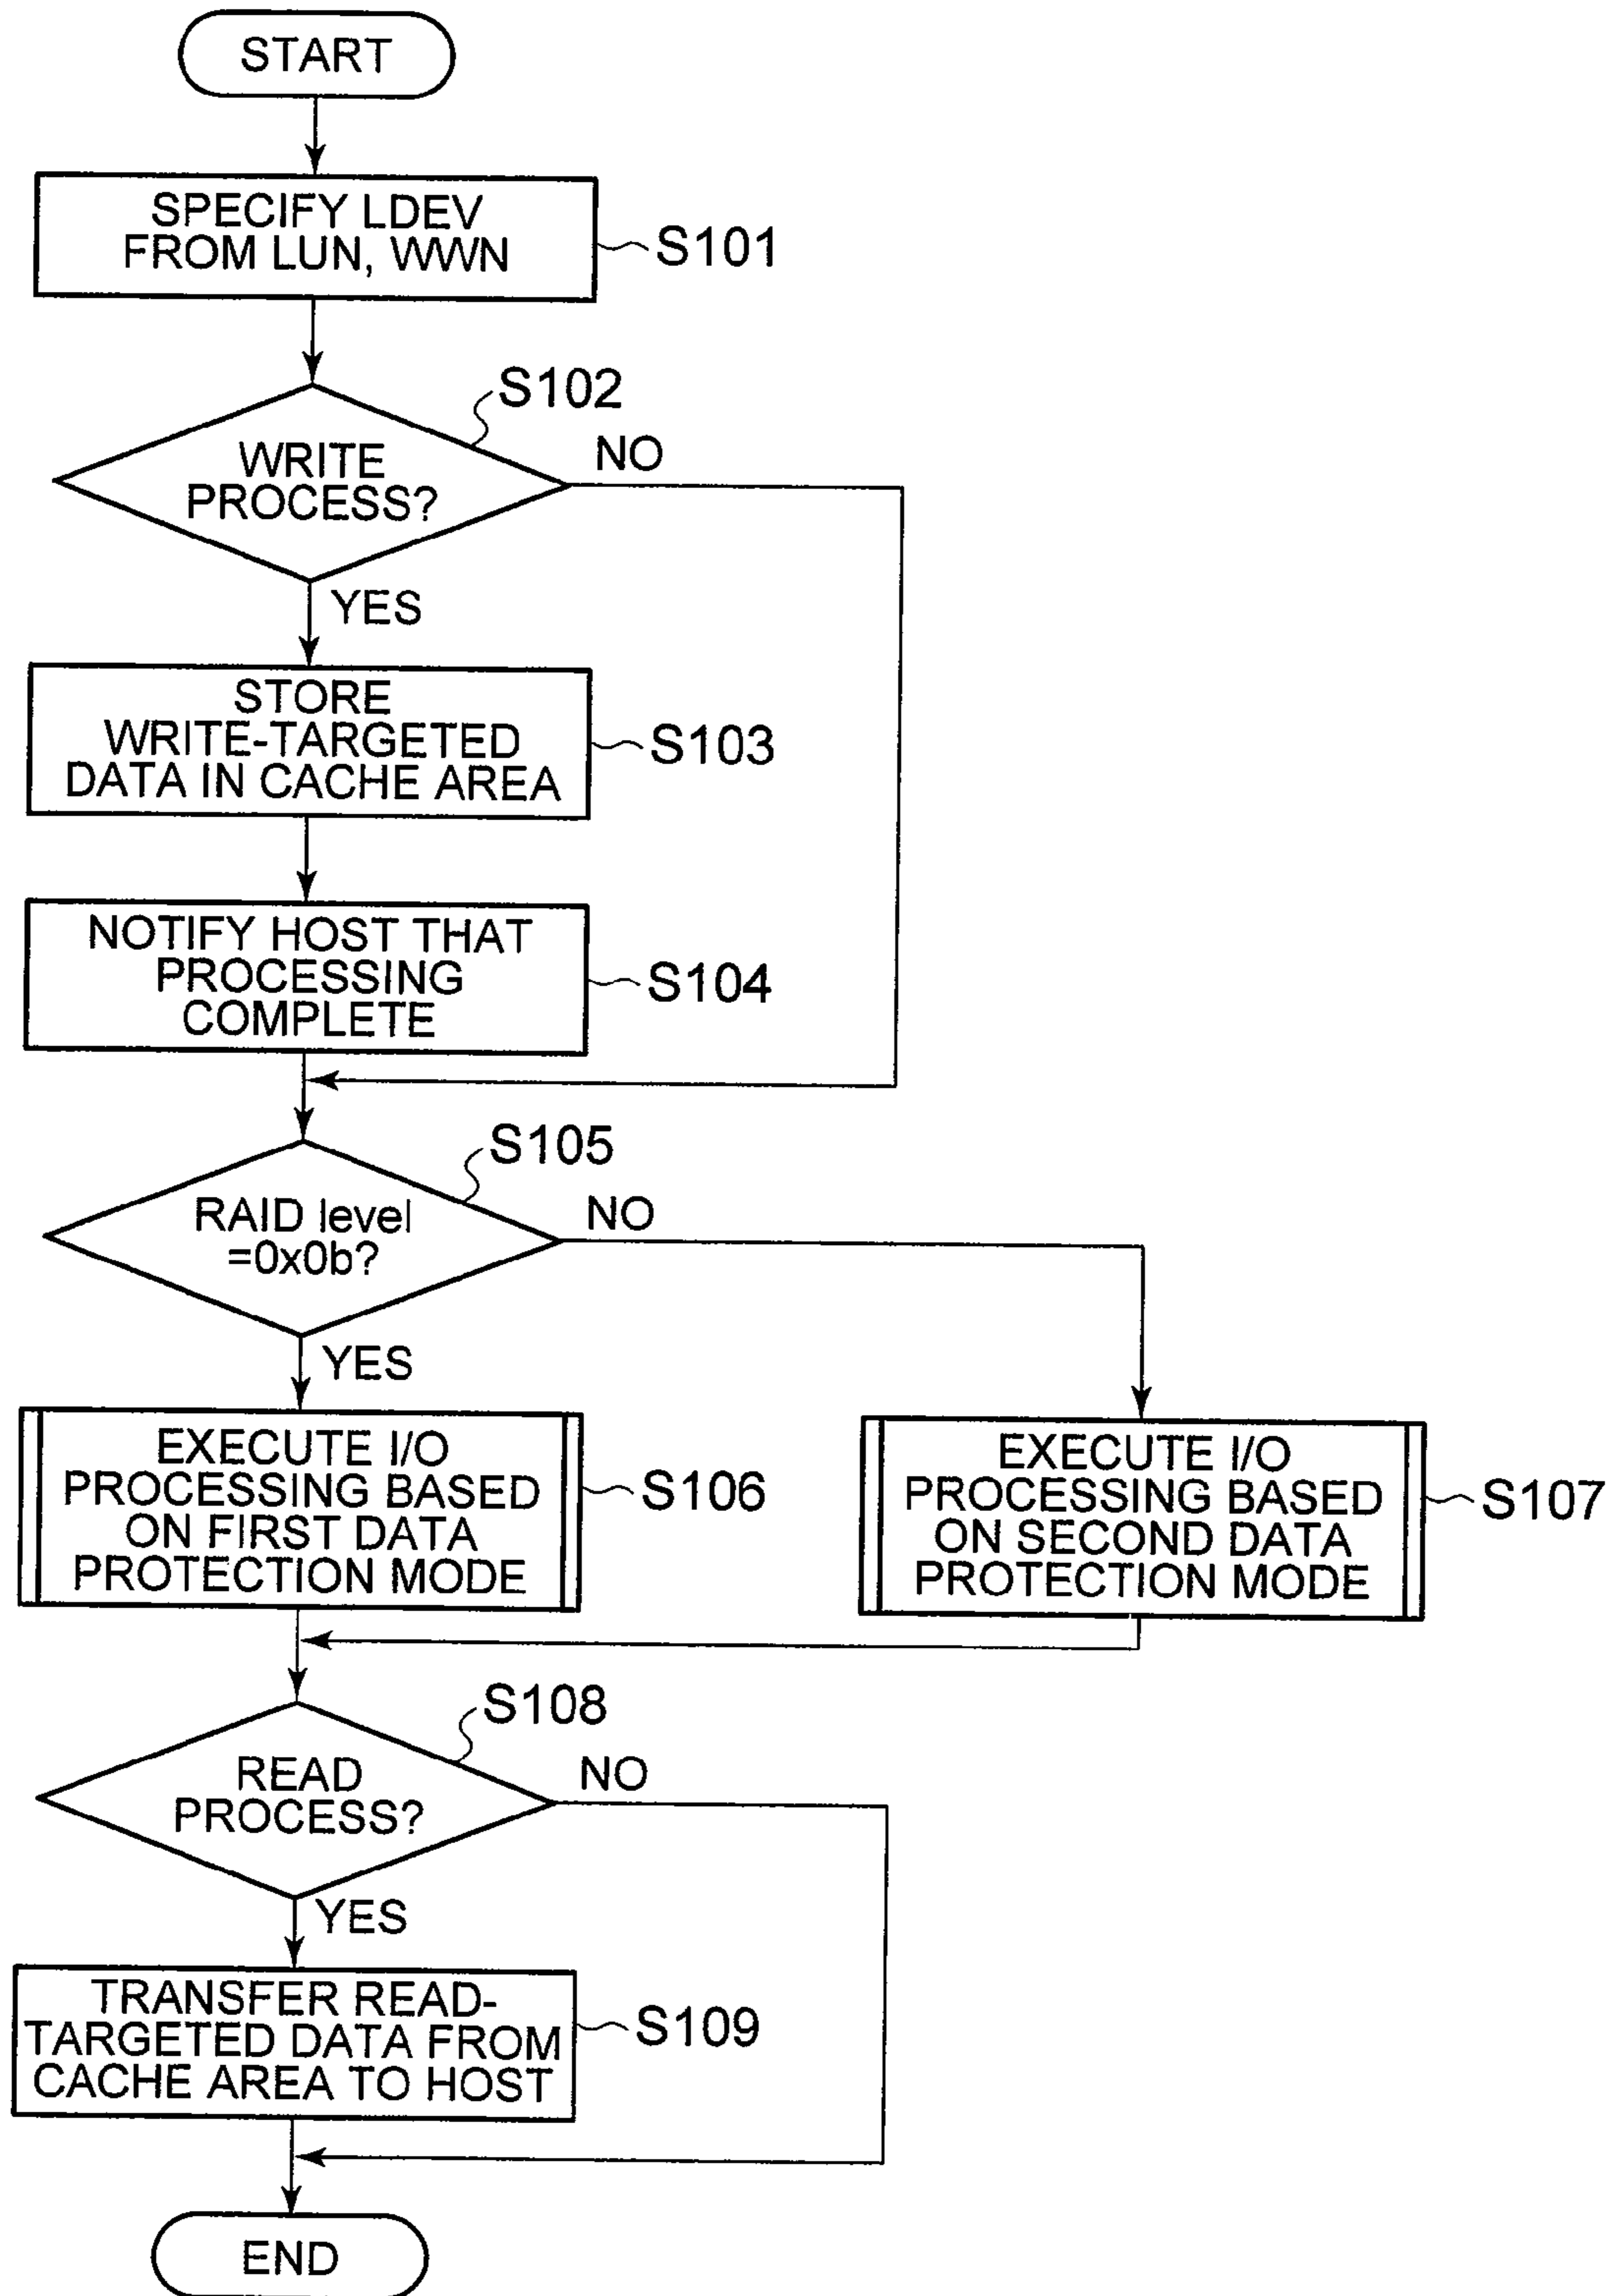 START
SPECIFY LDEV
FROM LUN, WWN
S101
S102
WRITE
PROCESS?
NO
YES
STORE
WRITE-TARGETED
DATA IN CACHE AREA
S103
NOTIFY HOST THAT
PROCESSING
COMPLETE
S104
S105
RAID level
=0x0b?
NO
YES
EXECUTE I/O
PROCESSING BASED
ON FIRST DATA
PROTECTION MODE
S106
EXECUTE I/O
PROCESSING BASED
ON SECOND DATA
PROTECTION MODE
S107
S108
READ
PROCESS?
NO
YES
TRANSFER READ-
TARGETED DATA FROM
CACHE AREA TO HOST
S109
END